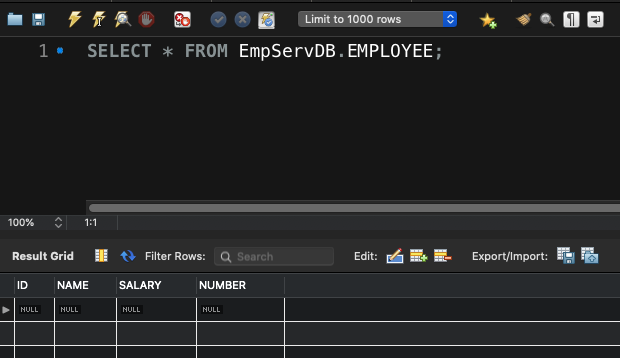 Limit to 1000 rows
1 SELECT * FROM EmpServDB.EMPLOYEE;
100% 1:1
Result Grid Filter Rows: Search Edit: Export/Import:
ID NAME SALARY NUMBER
NULL NULL NULL NULL